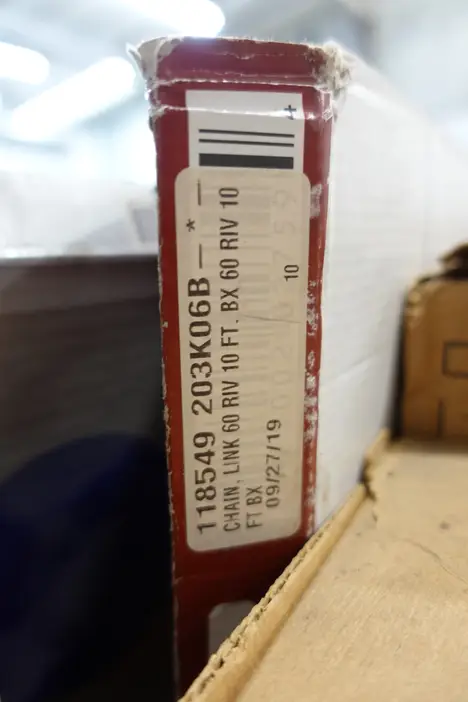 118549 203K06B — * —
CHAIN, LINK 60 RIV 10 FT. BX 60 RIV 10
FT BX
09/27/19
10